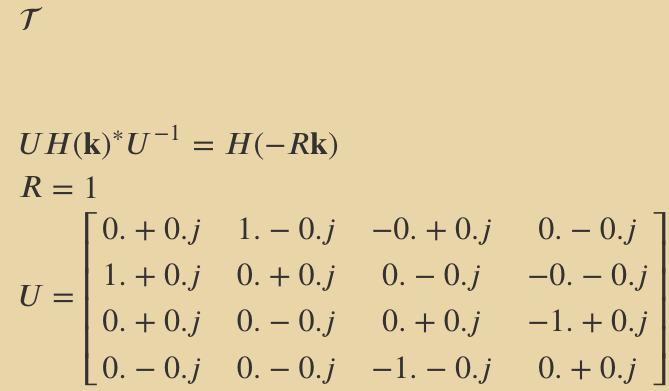 𝒯
UH(𝐤)*U⁻¹ = H(−R𝐤)
R = 1
U = [ 0. + 0.j 1. − 0.j −0. + 0.j 0. − 0.j
1. + 0.j 0. + 0.j 0. − 0.j −0. − 0.j
0. + 0.j 0. − 0.j 0. + 0.j −1. + 0.j
0. − 0.j 0. − 0.j −1. − 0.j 0. + 0.j ]